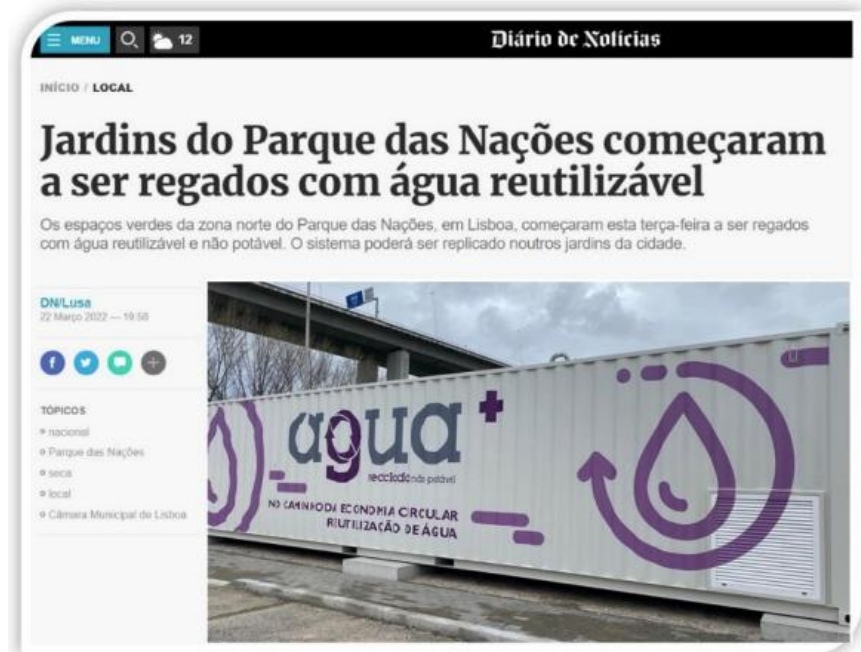 MENU 12 Diário de Notícias
INÍCIO / LOCAL
Jardins do Parque das Nações começaram
a ser regados com água reutilizável
Os espaços verdes da zona norte do Parque das Nações, em Lisboa, começaram esta terça-feira a ser regados
com água reutilizável e não potável. O sistema poderá ser replicado noutros jardins da cidade.
DN/Lusa
22 Março 2022 — 19:58
TÓPICOS
nacional
Parque das Nações
seca
local
Câmara Municipal de Lisboa
agua+
reciclada não potável
NO CAMINHO DA ECONOMIA CIRCULAR
REUTILIZAÇÃO DE ÁGUA